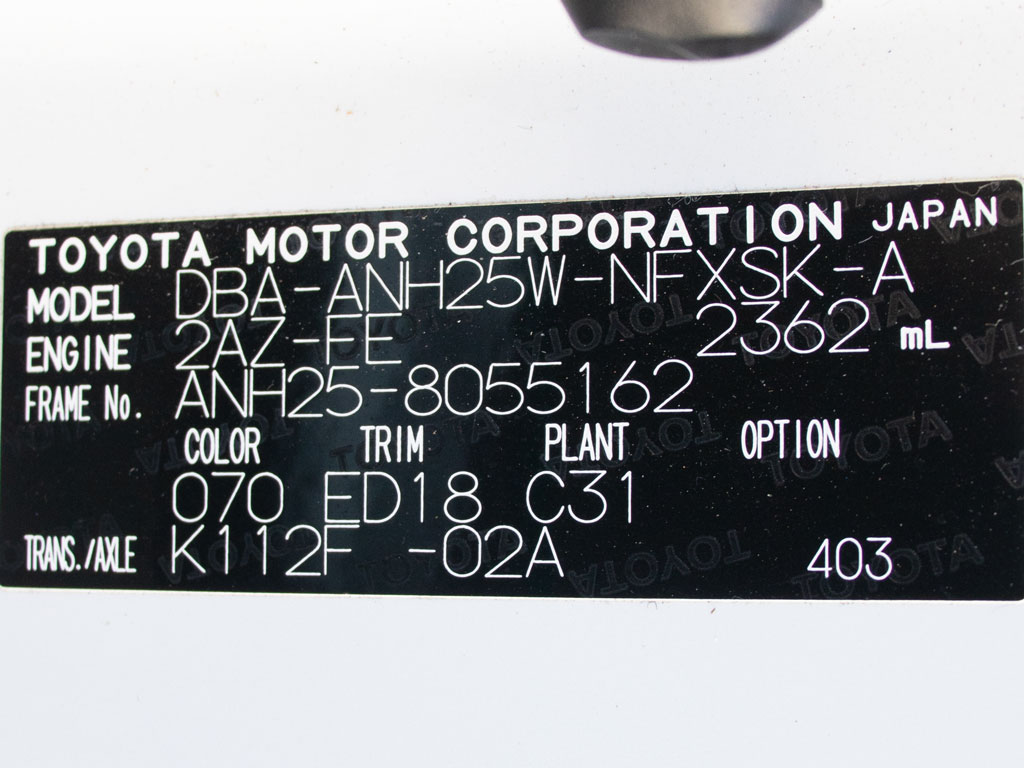 TOYOTA MOTOR CORPORATION JAPAN
MODEL DBA-ANH25W-NFXSK-A
ENGINE 2AZ-FE 2362 mL
FRAME No. ANH25-8055162
COLOR TRIM PLANT OPTION
070 ED18 C31
TRANS./AXLE K112F -02A 403